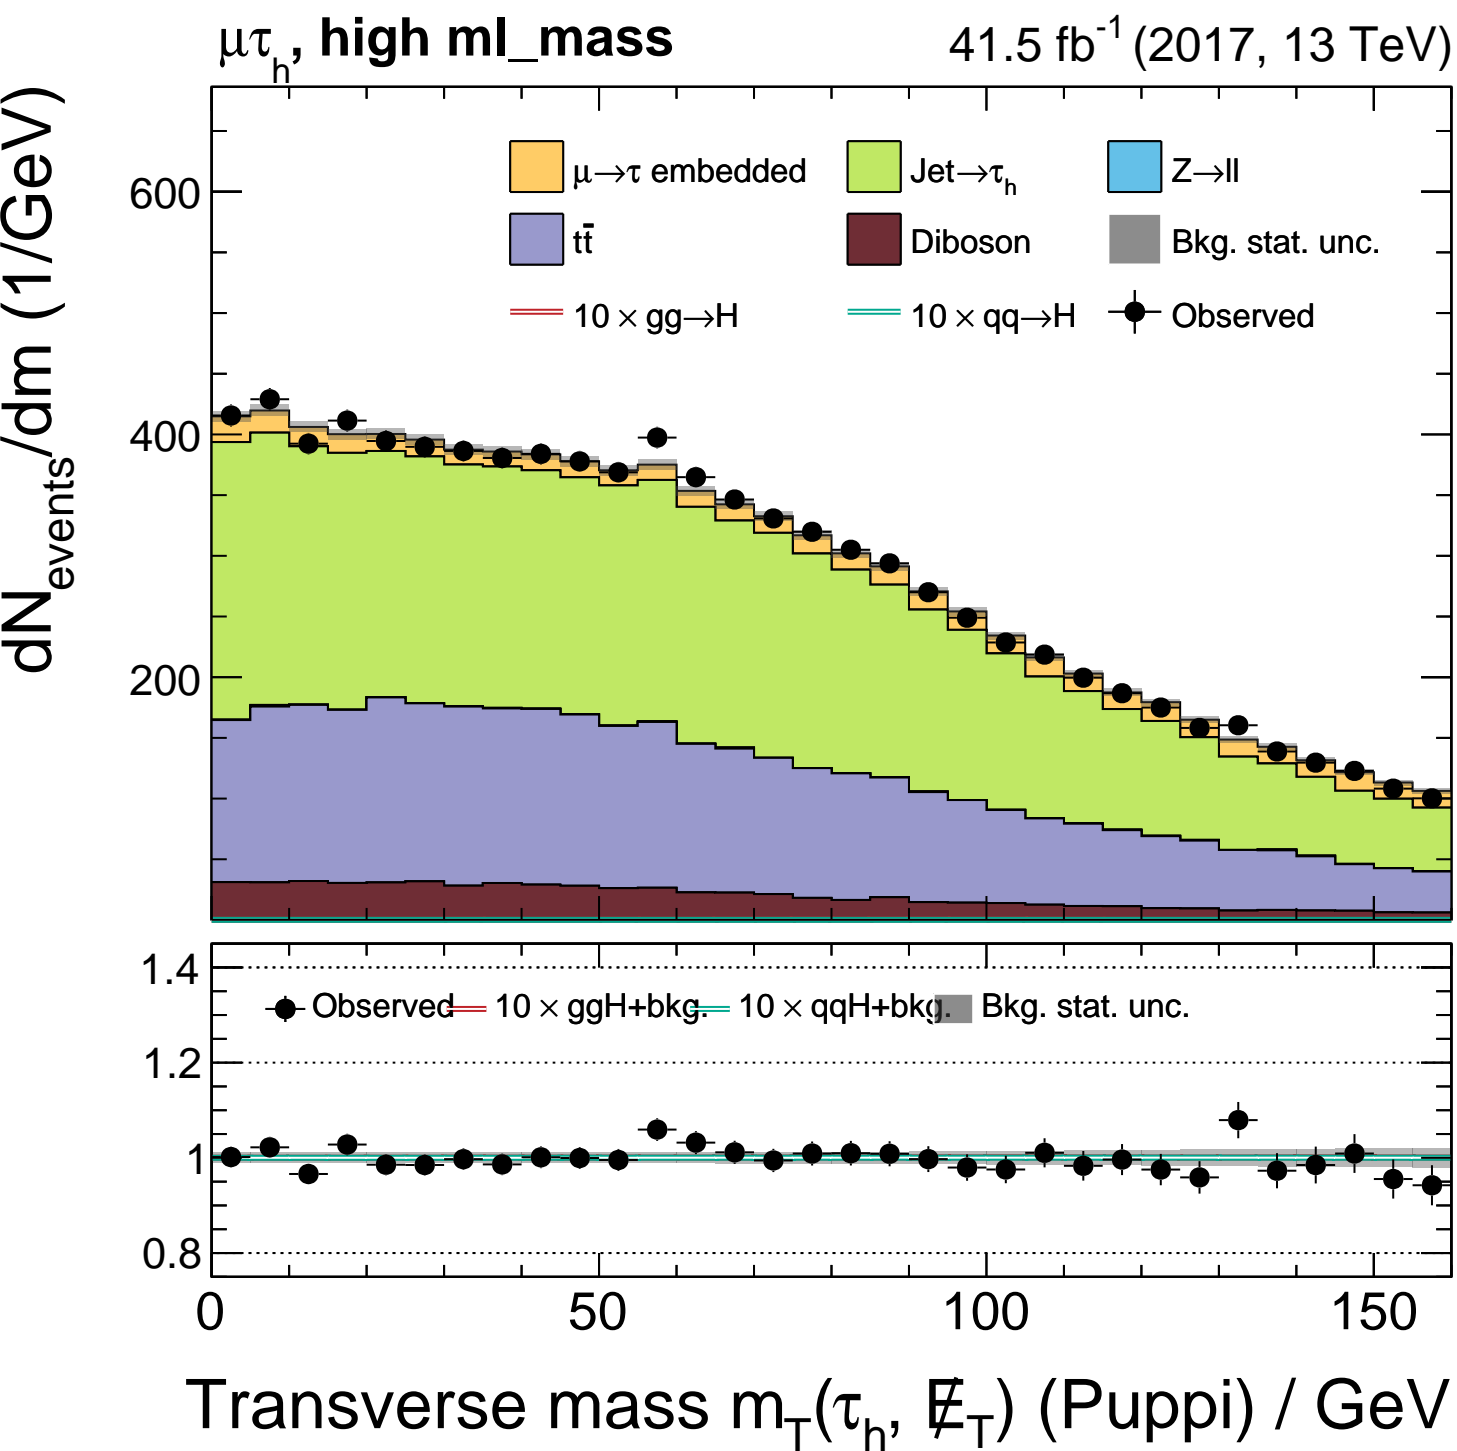 μτh, high ml_mass
41.5 fb-1 (2017, 13 TeV)
dNevents/dm (1/GeV)
μ→τ embedded
Jet→τh
Z→ll
tt̄
Diboson
Bkg. stat. unc.
10 × gg→H
10 × qq→H
Observed
600
400
200
1.4
Observed
10 × ggH+bkg.
10 × qqH+bkg.
Bkg. stat. unc.
1.2
1
0.8
0 50 100 150
Transverse mass mT(τh, E̸T) (Puppi) / GeV